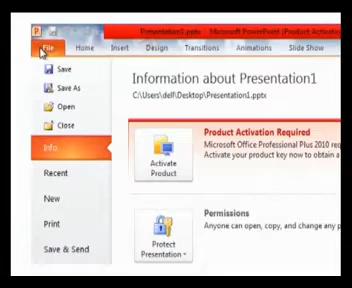 Presentation1.pptx - Microsoft PowerPoint (Product Activation
File Home Insert Design Transitions Animations Slide Show
Save
Save As
Open
Close
Info
Recent
New
Print
Save & Send
Information about Presentation1
C:\Users\dell\Desktop\Presentation1.pptx
Activate
Product
Product Activation Required
Microsoft Office Professional Plus 2010 req
Activate your product key now to obtain a
Protect
Presentation
Permissions
Anyone can open, copy, and change any p